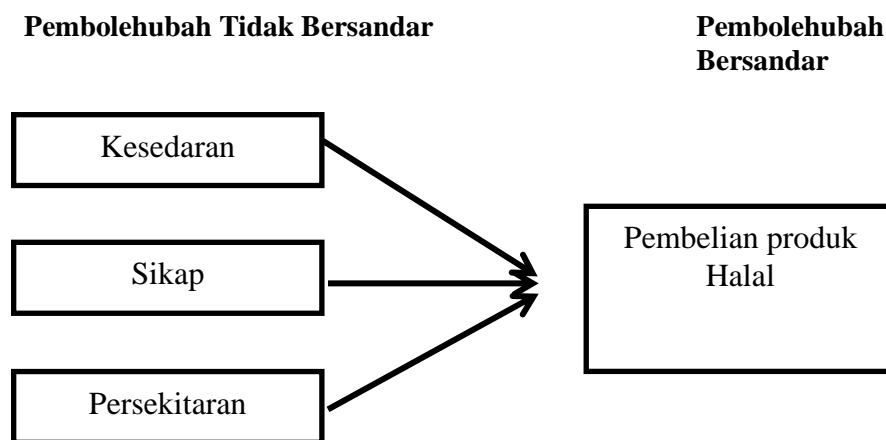 Pembolehubah Tidak Bersandar
Pembolehubah
Bersandar
Kesedaran
Sikap
Persekitaran
Pembelian produk
Halal